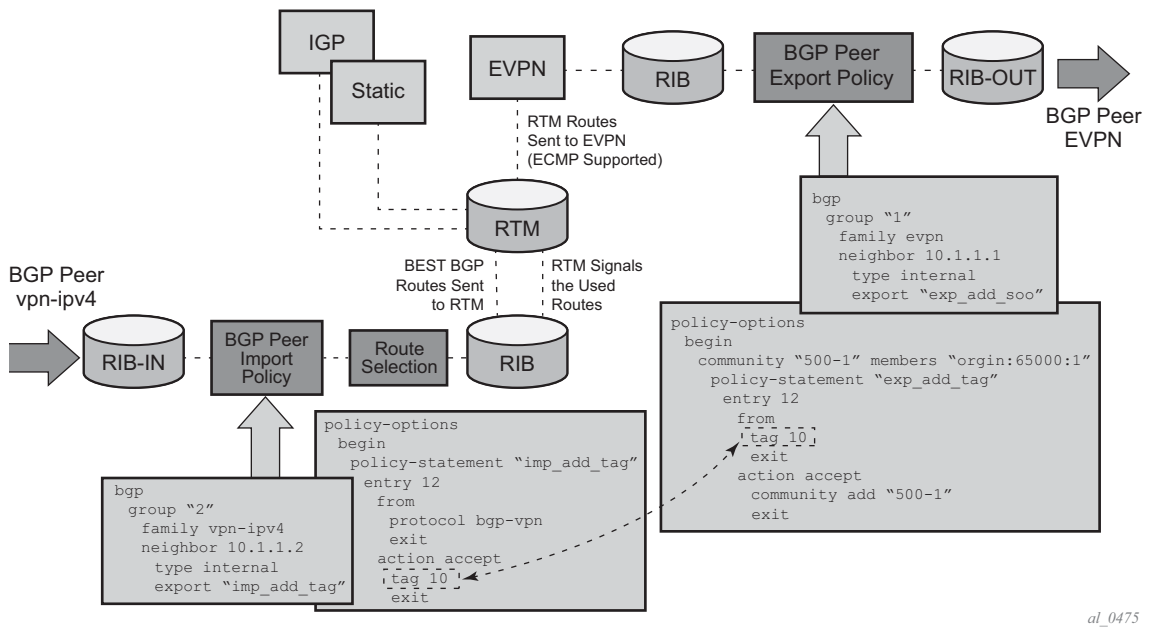 IGP
Static
EVPN
RIB
BGP Peer
Export Policy
RIB-OUT
BGP Peer
EVPN
RTM Routes
Sent to EVPN
(ECMP Supported)
RTM
BEST BGP
Routes Sent
to RTM
RTM Signals
the Used
Routes
BGP Peer
vpn-ipv4
RIB-IN
BGP Peer
Import
Policy
Route
Selection
RIB
bgp
group “1”
family evpn
neighbor 10.1.1.1
type internal
export “exp_add_soo”
policy-options
begin
community “500-1” members “orgin:65000:1”
policy-statement “exp_add_tag”
entry 12
from
tag 10
exit
action accept
community add “500-1”
exit
policy-options
begin
policy-statement “imp_add_tag”
entry 12
from
protocol bgp-vpn
exit
action accept
tag 10
exit
bgp
group “2”
family vpn-ipv4
neighbor 10.1.1.2
type internal
export “imp_add_tag”
al_0475